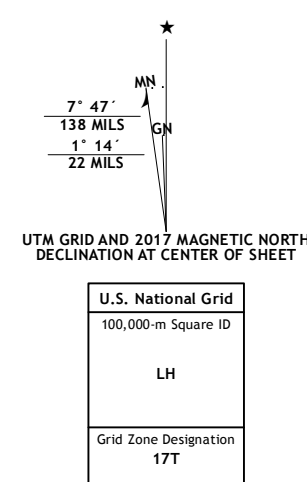 ★
MN
7° 47´
138 MILS
GN
1° 14´
22 MILS
UTM GRID AND 2017 MAGNETIC NORTH
DECLINATION AT CENTER OF SHEET
U.S. National Grid
100,000-m Square ID
LH
Grid Zone Designation
17T